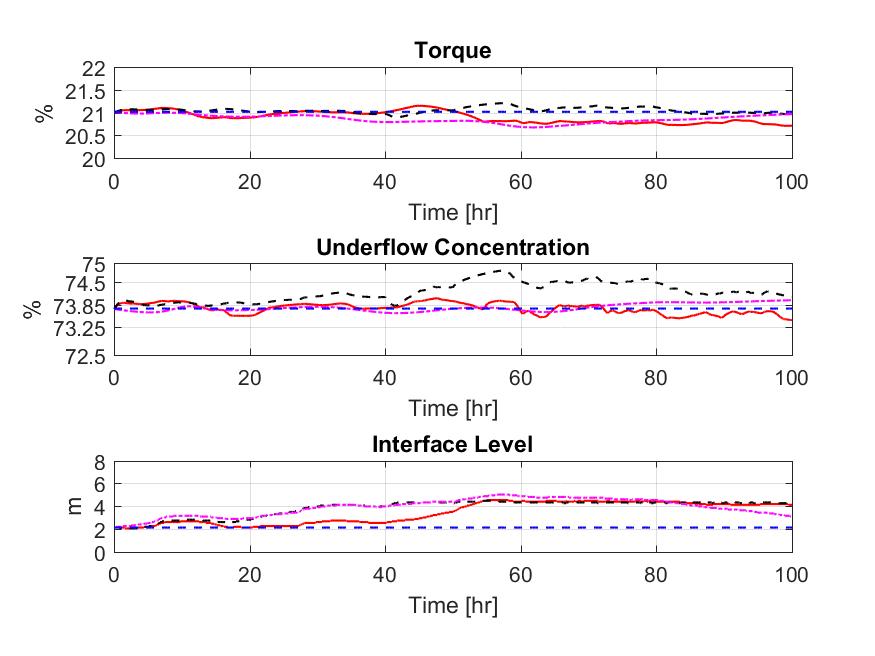 Torque
22
21.5
21
20.5
20
%
0 20 40 60 80 100
Time [hr]
Underflow Concentration
75
74.5
73.85
73.25
72.5
%
0 20 40 60 80 100
Time [hr]
Interface Level
8
6
4
2
0
m
0 20 40 60 80 100
Time [hr]